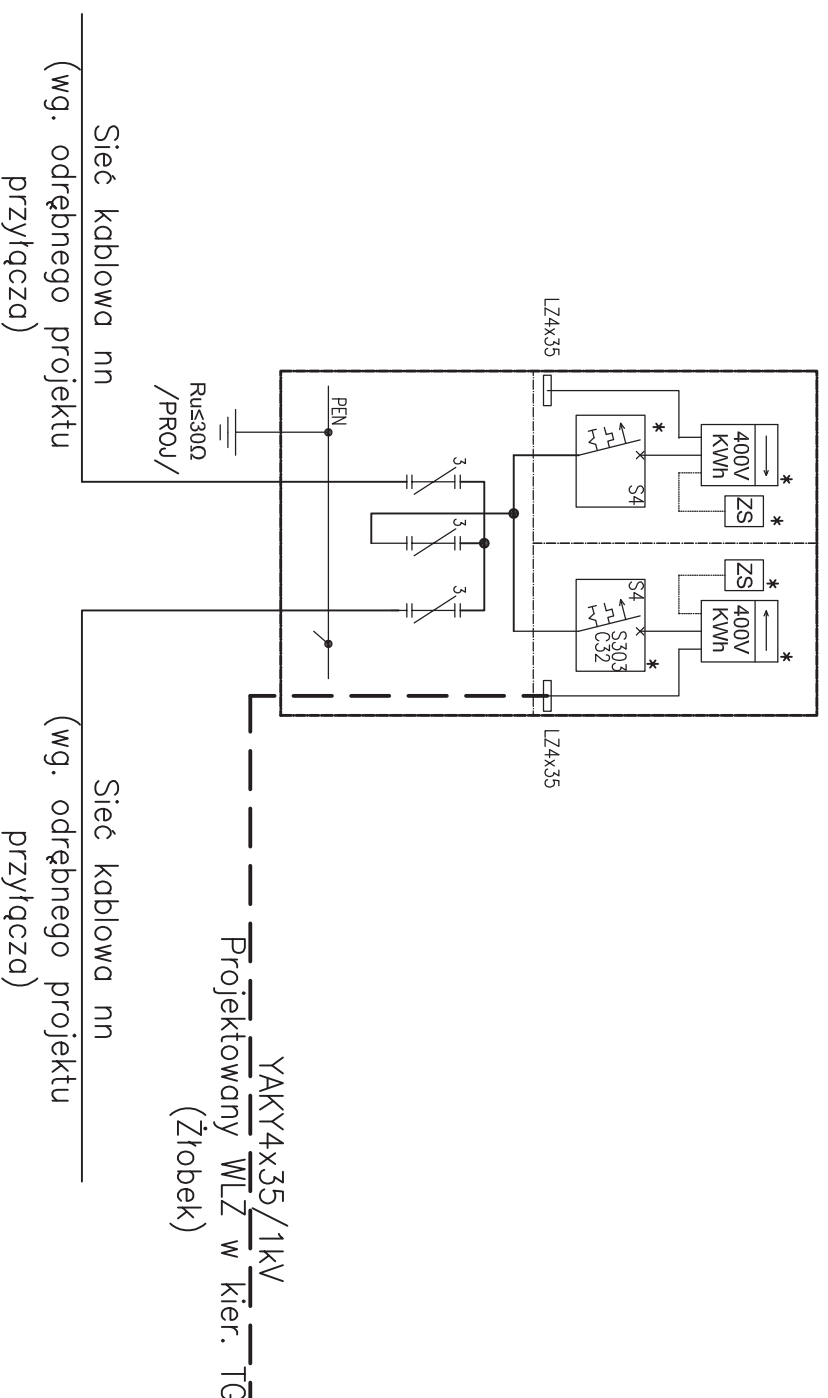 *
400V
KWh
*
ZS
*
ZS
*
400V
KWh
*
S4
S4
S303
C32
*
LZ4x35
LZ4x35
3
3
3
PEN
Ru≤30Ω
/PROJ/
YAKY4x35/1kV
Projektowany WLZ w kier. TG
(Żłobek)
Sieć kablowa nn
(wg. odrębnego projektu
przyłącza)
Sieć kablowa nn
(wg. odrębnego projektu
przyłącza)